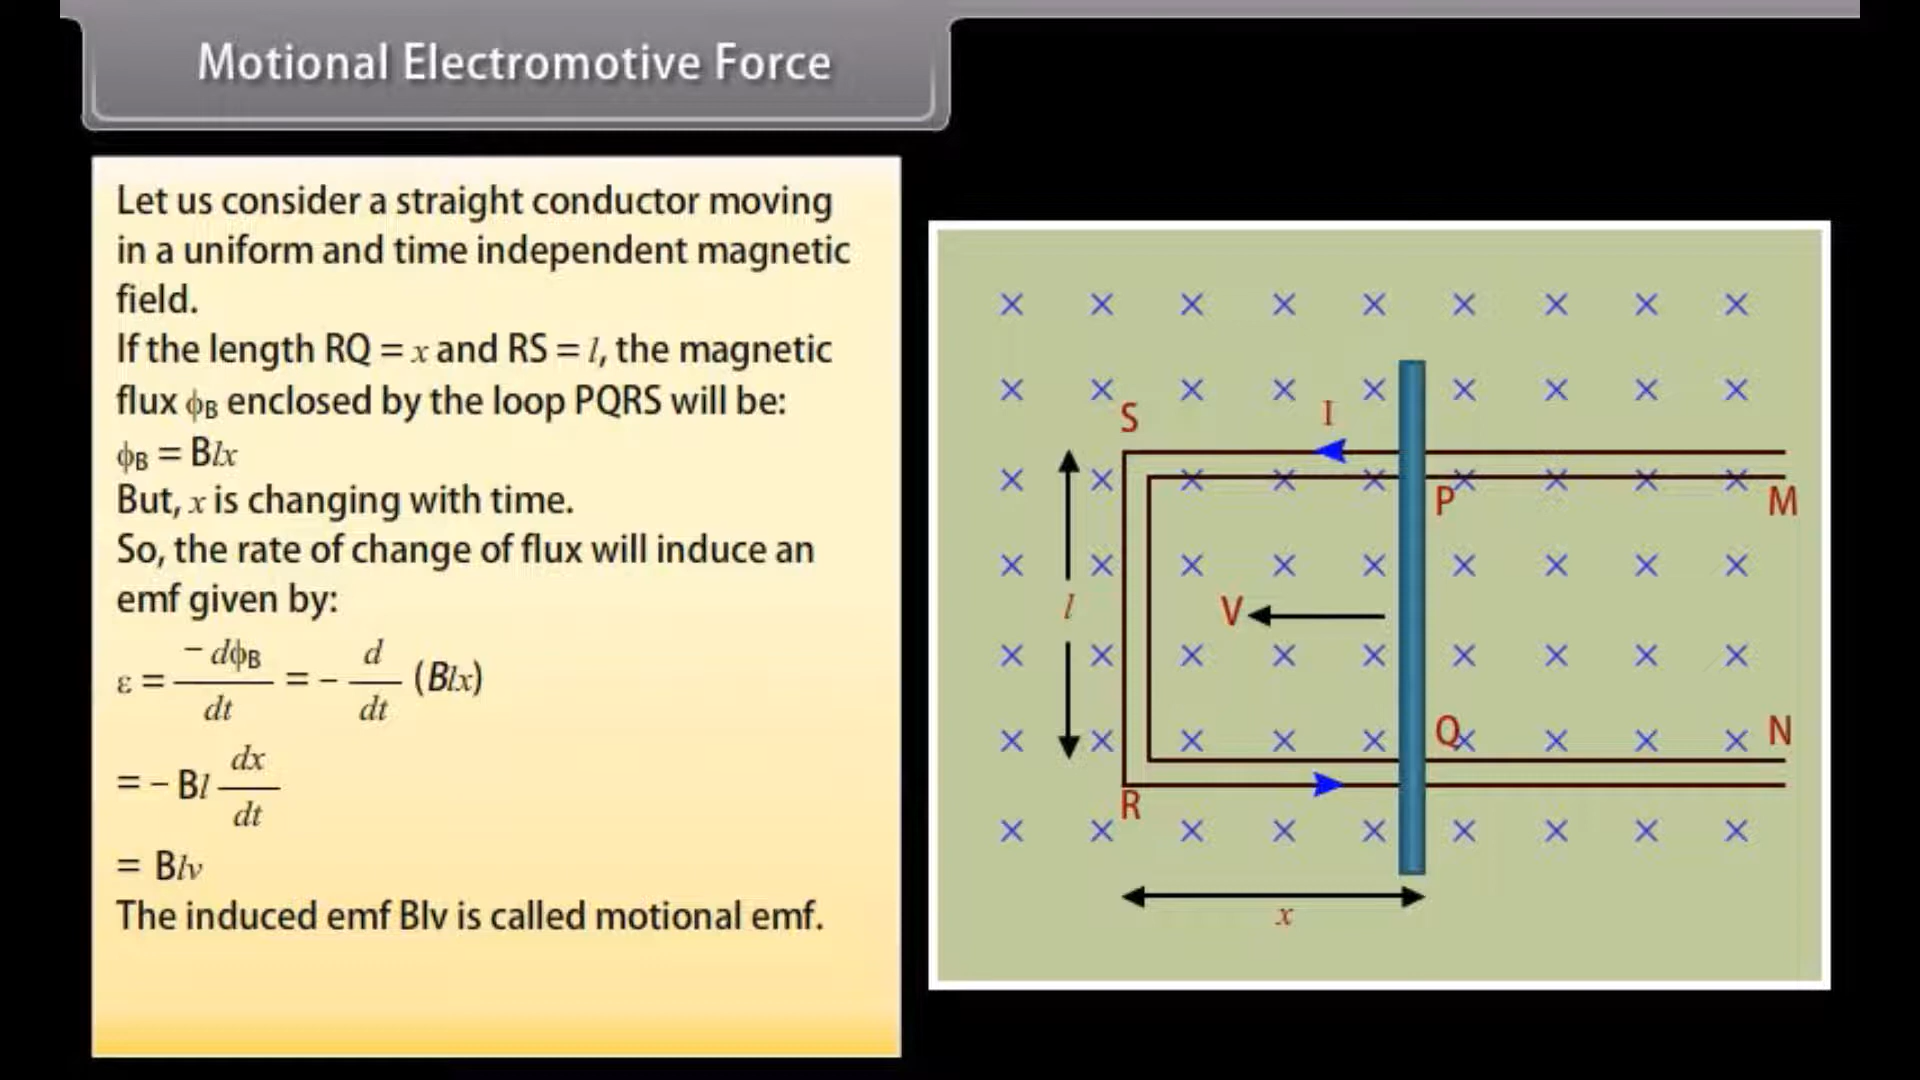 Motional Electromotive Force
Let us consider a straight conductor moving
in a uniform and time independent magnetic
field.
If the length RQ = x and RS = l, the magnetic
flux ϕB enclosed by the loop PQRS will be:
ϕB = Blx
But, x is changing with time.
So, the rate of change of flux will induce an
emf given by:
ε = − dϕB / dt = − d / dt (Blx)
= − Bl dx / dt
= Blv
The induced emf Blv is called motional emf.
S
I
P
M
l
V
Q
N
R
x